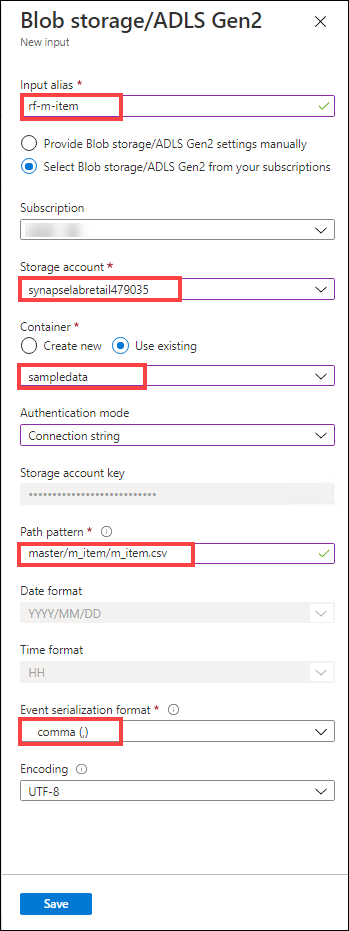 Blob storage/ADLS Gen2
New input
Input alias *
rf-m-item
Provide Blob storage/ADLS Gen2 settings manually
Select Blob storage/ADLS Gen2 from your subscriptions
Subscription
Storage account *
synapselabretail479035
Container *
Create new Use existing
sampledata
Authentication mode
Connection string
Storage account key
••••••••••••••••••••••••••••
Path pattern *
master/m_item/m_item.csv
Date format
YYYY/MM/DD
Time format
HH
Event serialization format *
comma (,)
Encoding
UTF-8
Save